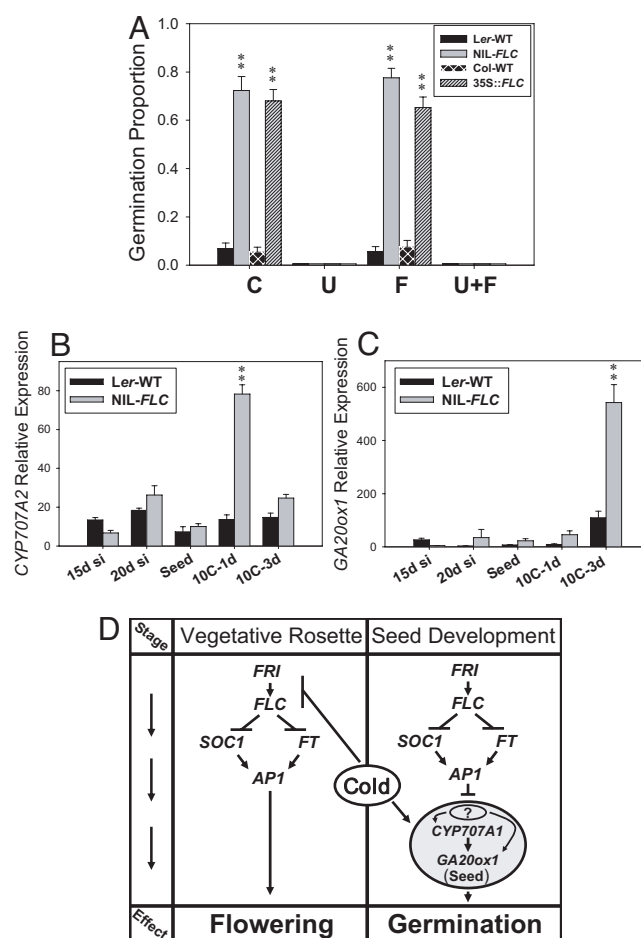 A
Germination Proportion
1.0
0.8
0.6
0.4
0.2
0.0
** ** ** **
Ler-WT
NIL-FLC
Col-WT
35S::FLC
C U F U+F
B
CYP707A2 Relative Expression
80
60
40
20
0
**
Ler-WT
NIL-FLC
15d si 20d si Seed 10C-1d 10C-3d
C
GA20ox1 Relative Expression
600
400
200
0
**
Ler-WT
NIL-FLC
15d si 20d si Seed 10C-1d 10C-3d
D
Stage Vegetative Rosette Seed Development
FRI FRI
FLC FLC
SOC1 FT SOC1 FT
AP1 AP1
Cold
?
CYP707A1
GA20ox1
(Seed)
Effect Flowering Germination